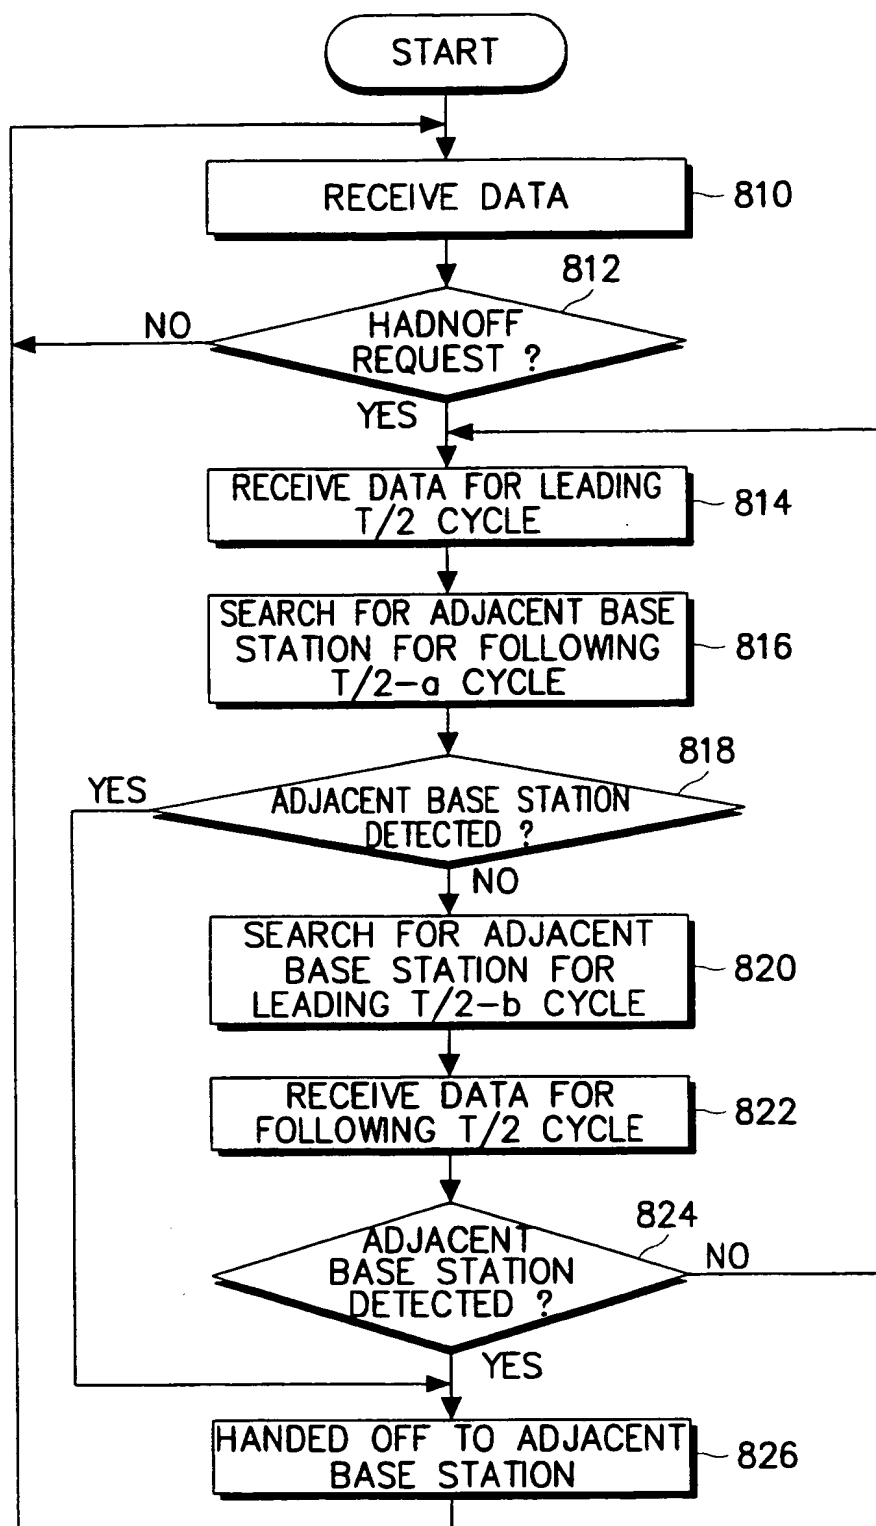 START
RECEIVE DATA
810
812
HADNOFF
REQUEST ?
NO
YES
RECEIVE DATA FOR LEADING
T/2 CYCLE
814
SEARCH FOR ADJACENT BASE
STATION FOR FOLLOWING
T/2-a CYCLE
816
818
YES
ADJACENT BASE STATION
DETECTED ?
NO
SEARCH FOR ADJACENT
BASE STATION FOR
LEADING T/2-b CYCLE
820
RECEIVE DATA FOR
FOLLOWING T/2 CYCLE
822
824
ADJACENT
BASE STATION
DETECTED ?
NO
YES
HANDED OFF TO ADJACENT
BASE STATION
826